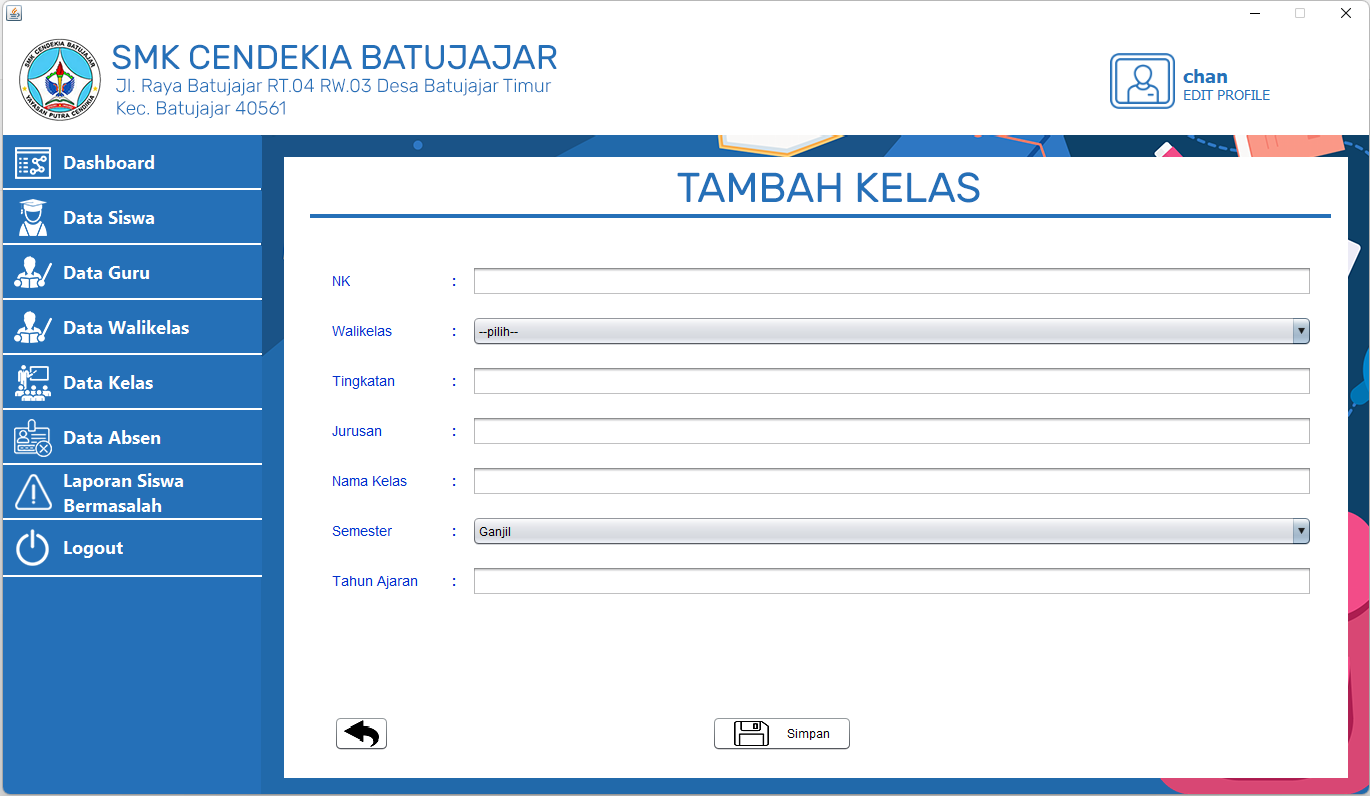 SMK CENDEKIA BATUJAJAR
YAYASAN PUTRA CENDIKIA
SMK CENDEKIA BATUJAJAR
Jl. Raya Batujajar RT.04 RW.03 Desa Batujajar Timur
Kec. Batujajar 40561
chan
EDIT PROFILE
Dashboard
Data Siswa
Data Guru
Data Walikelas
Data Kelas
Data Absen
Laporan Siswa
Bermasalah
Logout
TAMBAH KELAS
NK :
Walikelas : --pilih--
Tingkatan :
Jurusan :
Nama Kelas :
Semester : Ganjil
Tahun Ajaran :
Simpan